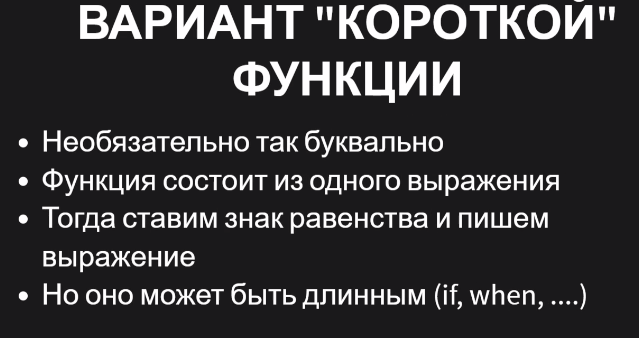 ВАРИАНТ "КОРОТКОЙ"
ФУНКЦИИ
• Необязательно так буквально
• Функция состоит из одного выражения
• Тогда ставим знак равенства и пишем
выражение
• Но оно может быть длинным (if, when, ....)